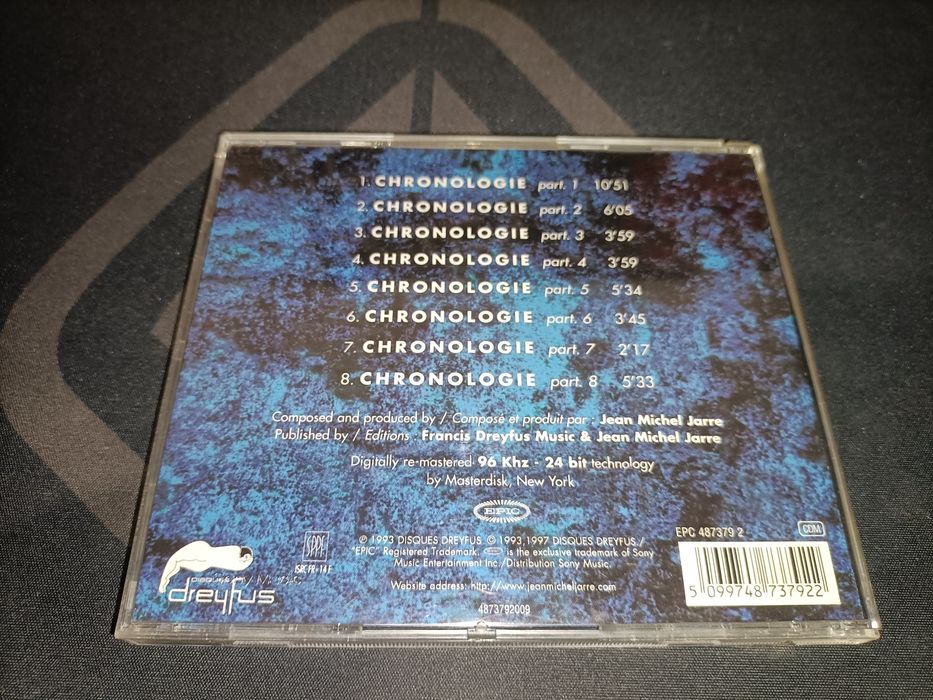 1. CHRONOLOGIE part. 1 10'51
2. CHRONOLOGIE part. 2 6'05
3. CHRONOLOGIE part. 3 3'59
4. CHRONOLOGIE part. 4 3'59
5. CHRONOLOGIE part. 5 5'34
6. CHRONOLOGIE part. 6 3'45
7. CHRONOLOGIE part. 7 2'17
8. CHRONOLOGIE part. 8 5'33
Composed and produced by / Composé et produit par : Jean Michel Jarre
Published by / Editions : Francis Dreyfus Music & Jean Michel Jarre
Digitally re-mastered 96 Khz - 24 bit technology
by Masterdisk, New York
EPIC
EPC 487379 2
CDM
℗ 1993 DISQUES DREYFUS. © 1993,1997 DISQUES DREYFUS./
"EPIC" Registered Trademark. is the exclusive trademark of Sony
Music Entertainment Inc./Distribution Sony Music.
Website address: http://www.jeanmicheljarre.com
4873792009
SPPF
disques
dreyfus
5 099748 737922